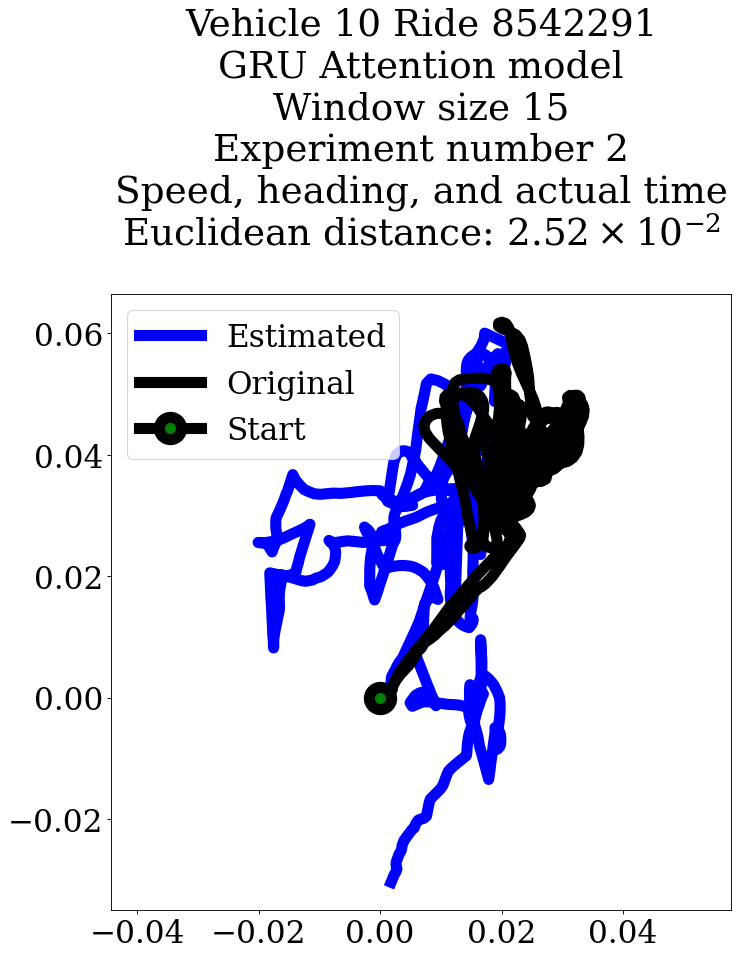 Vehicle 10 Ride 8542291
GRU Attention model
Window size 15
Experiment number 2
Speed, heading, and actual time
Euclidean distance: 2.52 × 10⁻²
Estimated
Original
Start
0.06
0.04
0.02
0.00
−0.02
−0.04 −0.02 0.00 0.02 0.04